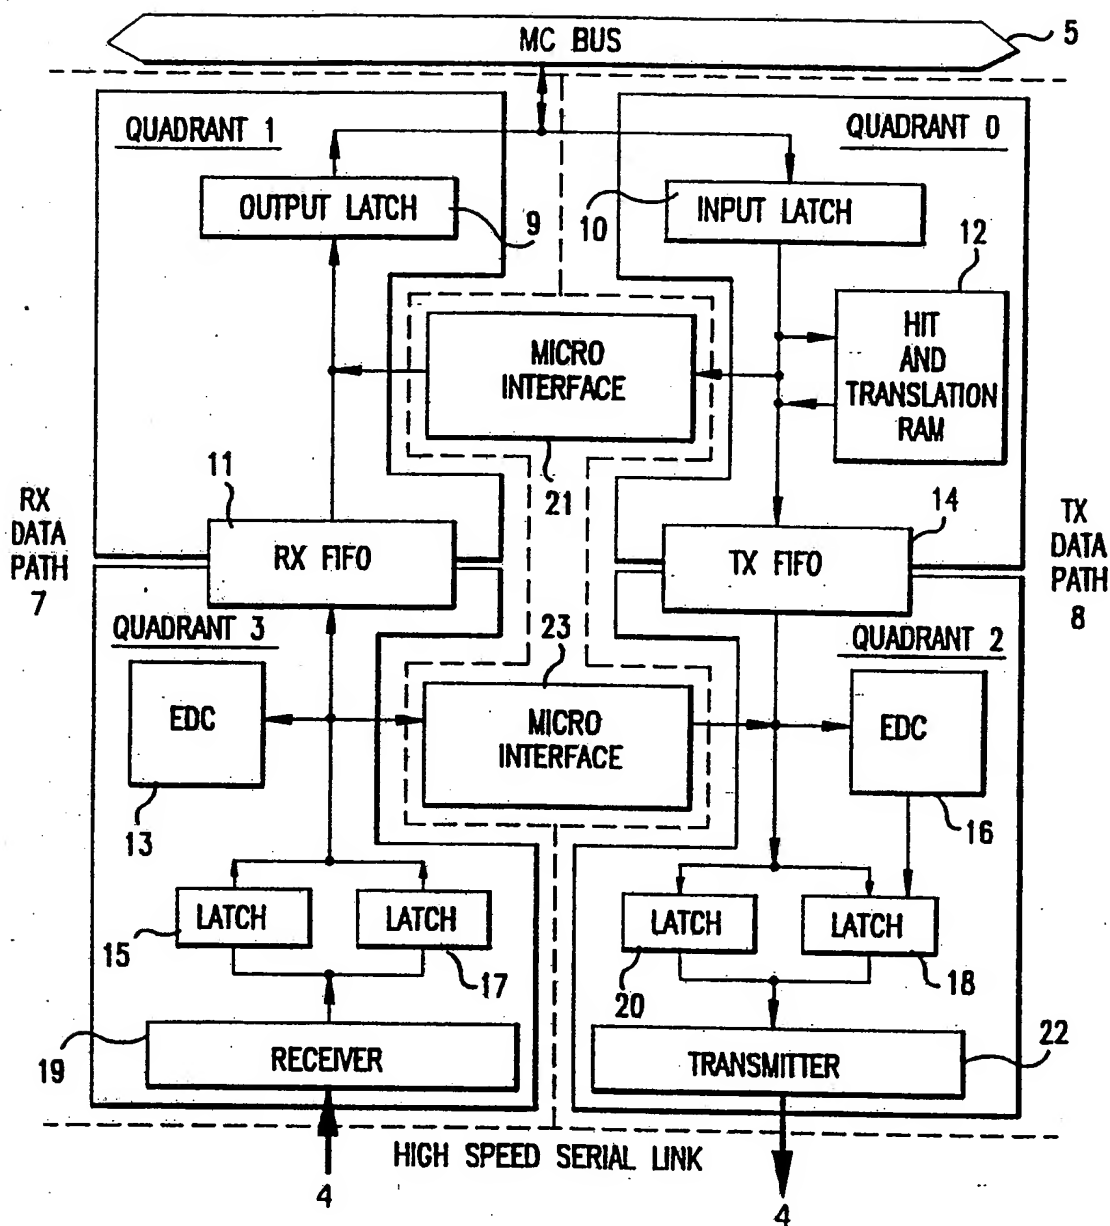 MC BUS
5
QUADRANT 1
QUADRANT 0
OUTPUT LATCH
9
10
INPUT LATCH
12
HIT
AND
TRANSLATION
RAM
MICRO
INTERFACE
21
11
RX FIFO
14
TX FIFO
RX
DATA
PATH
7
TX
DATA
PATH
8
QUADRANT 3
23
QUADRANT 2
EDC
13
MICRO
INTERFACE
EDC
16
LATCH
15
LATCH
17
LATCH
20
LATCH
18
19
RECEIVER
TRANSMITTER
22
HIGH SPEED SERIAL LINK
4
4